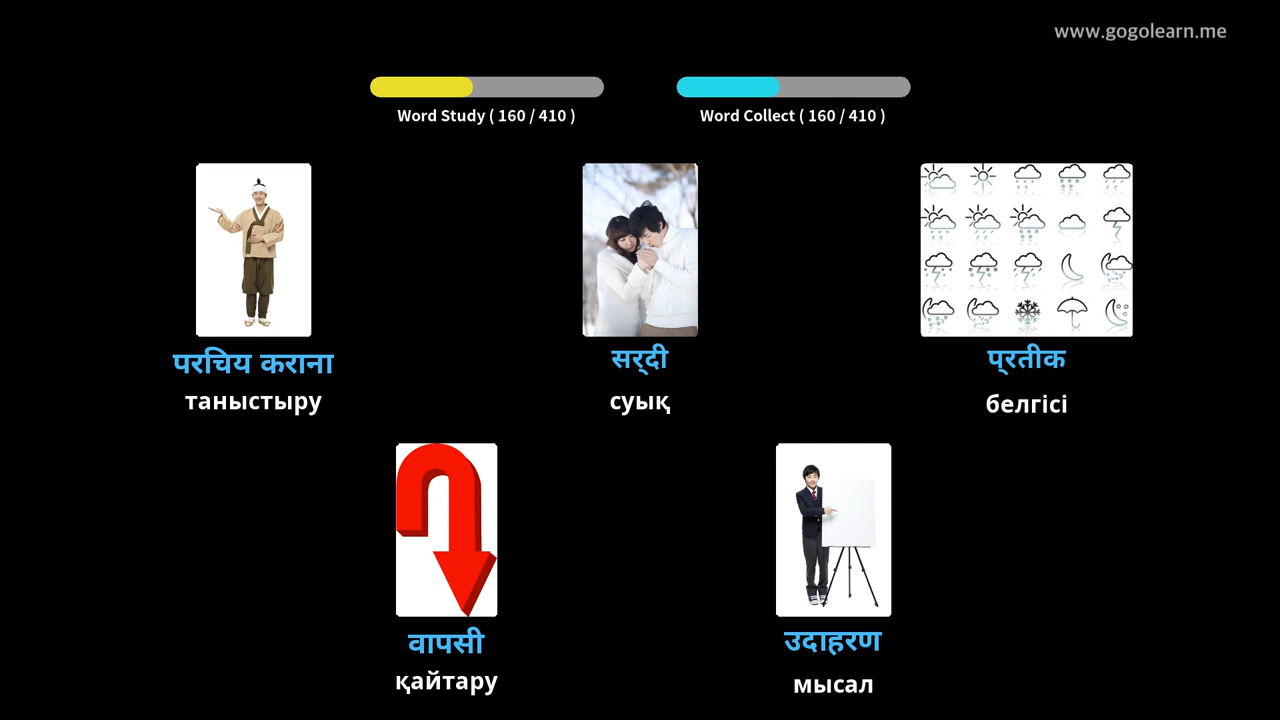 www.gogolearn.me
Word Study ( 160 / 410 )
Word Collect ( 160 / 410 )
परिचय कराना
таныстыру
सर्‌दी
суық
प्‌रतीक
белгісі
वापसी
қайтару
उदाहरण
мысал